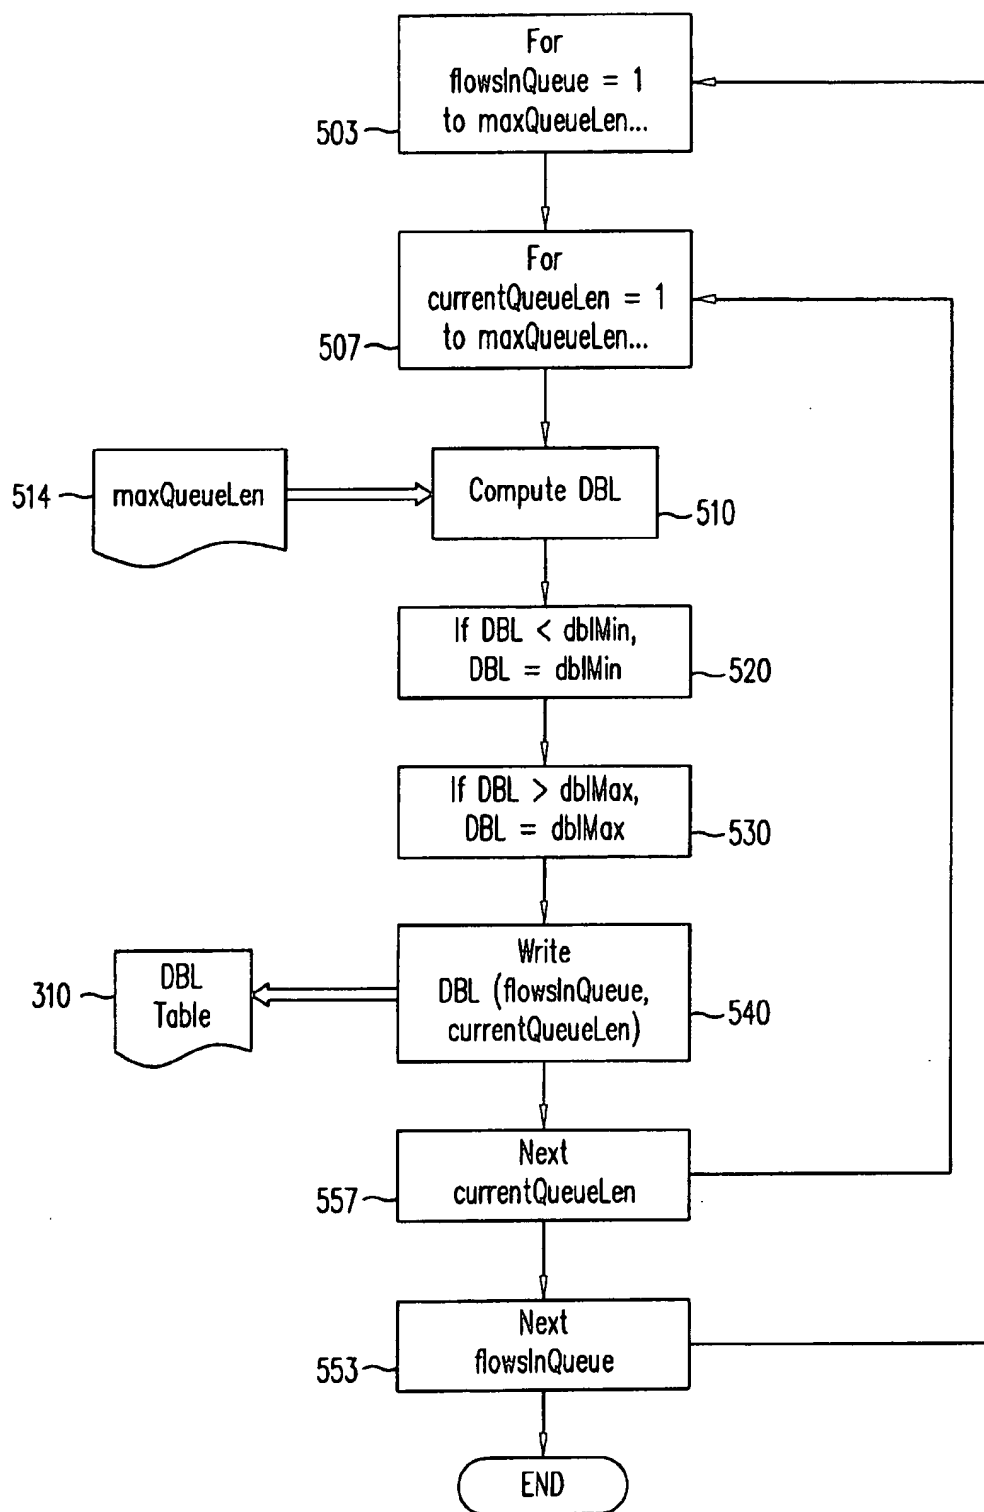 For
flowsInQueue = 1
to maxQueueLen...
503
For
currentQueueLen = 1
to maxQueueLen...
507
514
maxQueueLen
Compute DBL
510
If DBL < dblMin,
DBL = dblMin
520
If DBL > dblMax,
DBL = dblMax
530
310
DBL
Table
Write
DBL (flowsInQueue,
currentQueueLen)
540
Next
currentQueueLen
557
Next
flowsInQueue
553
END